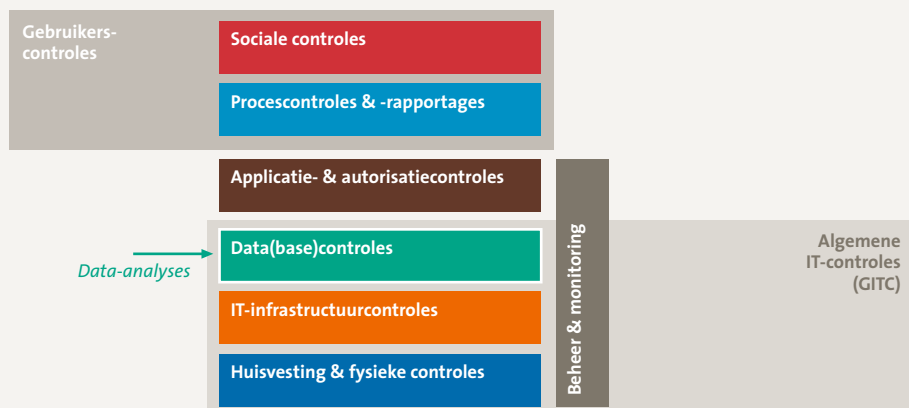 Gebruikers-
controles
Sociale controles
Procescontroles & -rapportages
Applicatie- & autorisatiecontroles
Data(base)controles
Data-analyses
IT-infrastructuurcontroles
Huisvesting & fysieke controles
Beheer & monitoring
Algemene
IT-controles
(GITC)